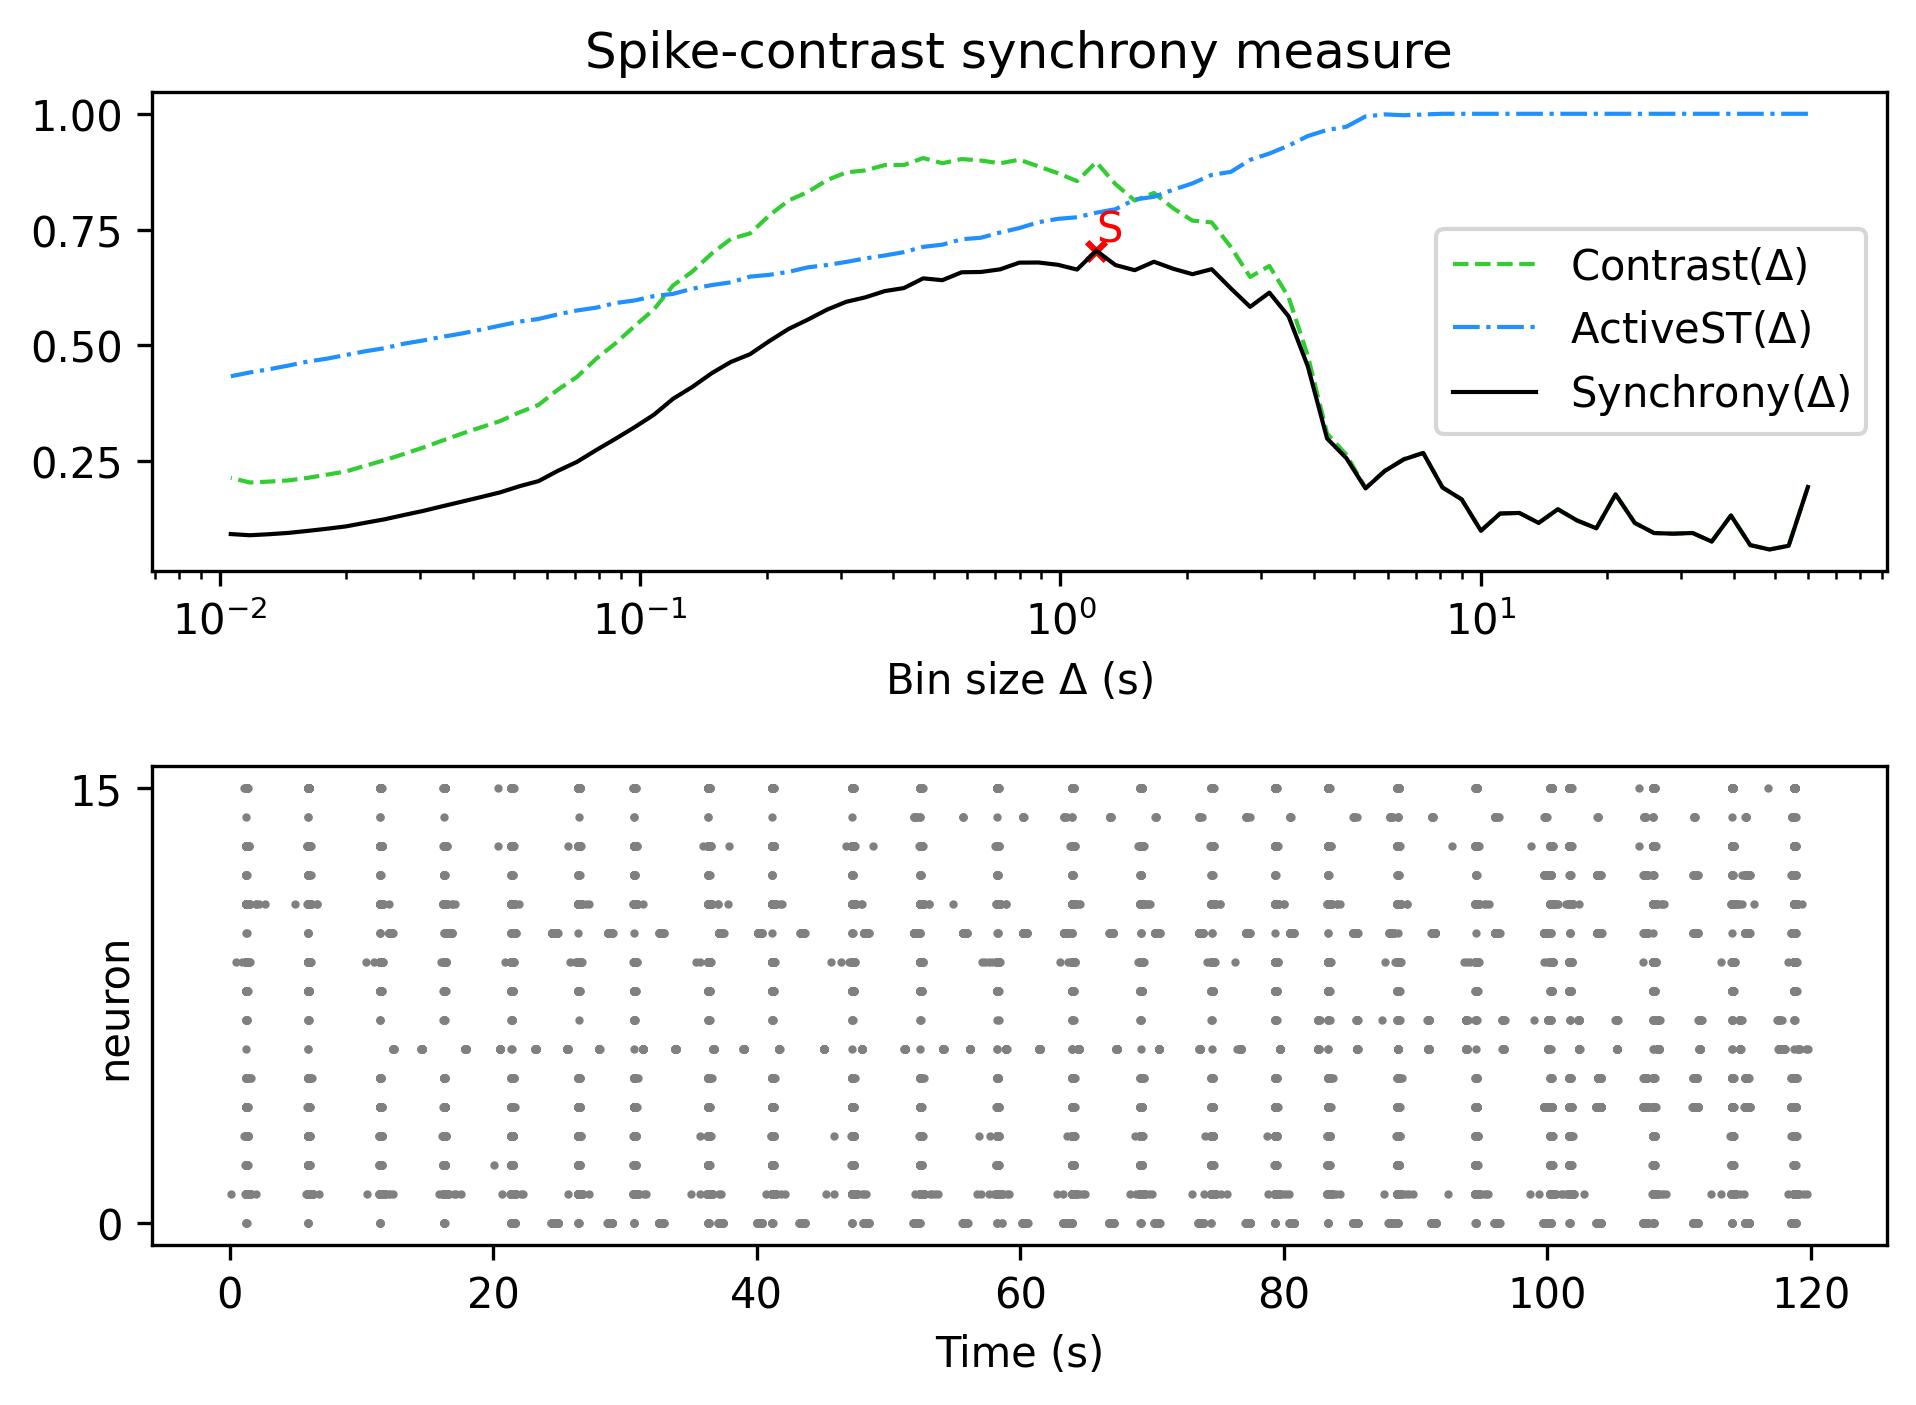 Spike-contrast synchrony measure
1.00
0.75
0.50
0.25
S
Contrast(Δ)
ActiveST(Δ)
Synchrony(Δ)
10⁻² 10⁻¹ 10⁰ 10¹
Bin size Δ (s)
15
0
neuron
0 20 40 60 80 100 120
Time (s)